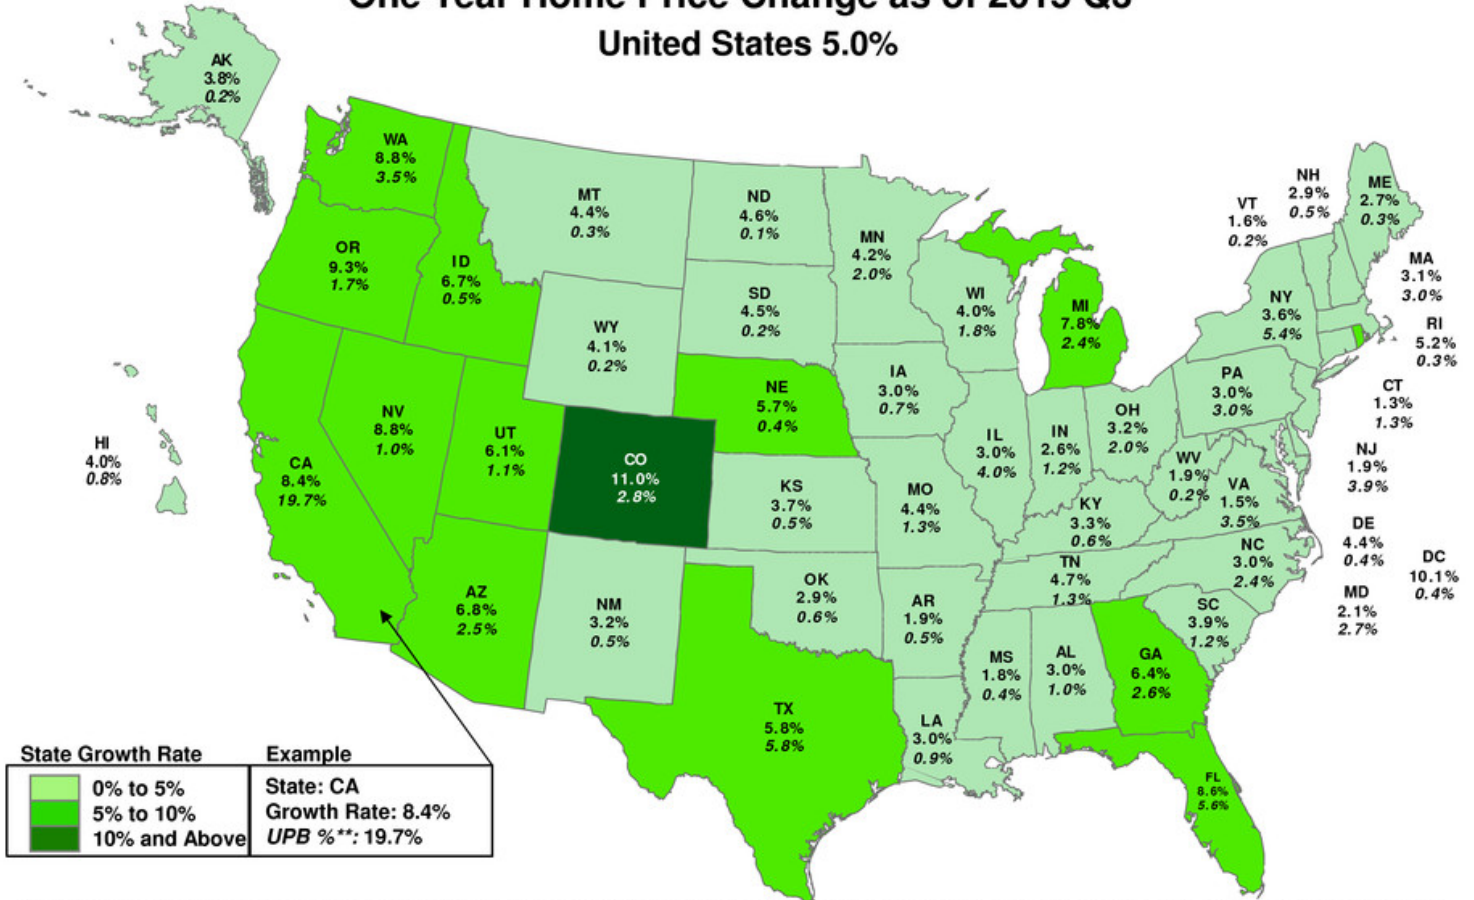 One Year Home Price Change as of 2015 Q3
United States 5.0%
AK
3.8%
0.2%
WA
8.8%
3.5%
MT
4.4%
0.3%
ND
4.6%
0.1%
MN
4.2%
2.0%
VT
1.6%
0.2%
NH
2.9%
0.5%
ME
2.7%
0.3%
OR
9.3%
1.7%
ID
6.7%
0.5%
WY
4.1%
0.2%
SD
4.5%
0.2%
WI
4.0%
1.8%
MI
7.8%
2.4%
NY
3.6%
5.4%
MA
3.1%
3.0%
RI
5.2%
0.3%
HI
4.0%
0.8%
CA
8.4%
19.7%
NV
8.8%
1.0%
UT
6.1%
1.1%
CO
11.0%
2.8%
NE
5.7%
0.4%
IA
3.0%
0.7%
IL
3.0%
4.0%
IN
2.6%
1.2%
OH
3.2%
2.0%
PA
3.0%
3.0%
CT
1.3%
1.3%
NJ
1.9%
3.9%
KS
3.7%
0.5%
MO
4.4%
1.3%
KY
3.3%
0.6%
WV
1.9%
0.2%
VA
1.5%
3.5%
DE
4.4%
0.4%
DC
10.1%
0.4%
MD
2.1%
2.7%
AZ
6.8%
2.5%
NM
3.2%
0.5%
OK
2.9%
0.6%
AR
1.9%
0.5%
TN
4.7%
1.3%
NC
3.0%
2.4%
SC
3.9%
1.2%
TX
5.8%
5.8%
LA
3.0%
0.9%
MS
1.8%
0.4%
AL
3.0%
1.0%
GA
6.4%
2.6%
FL
8.6%
5.6%
State Growth Rate
0% to 5%
5% to 10%
10% and Above
Example
State: CA
Growth Rate: 8.4%
UPB %**: 19.7%